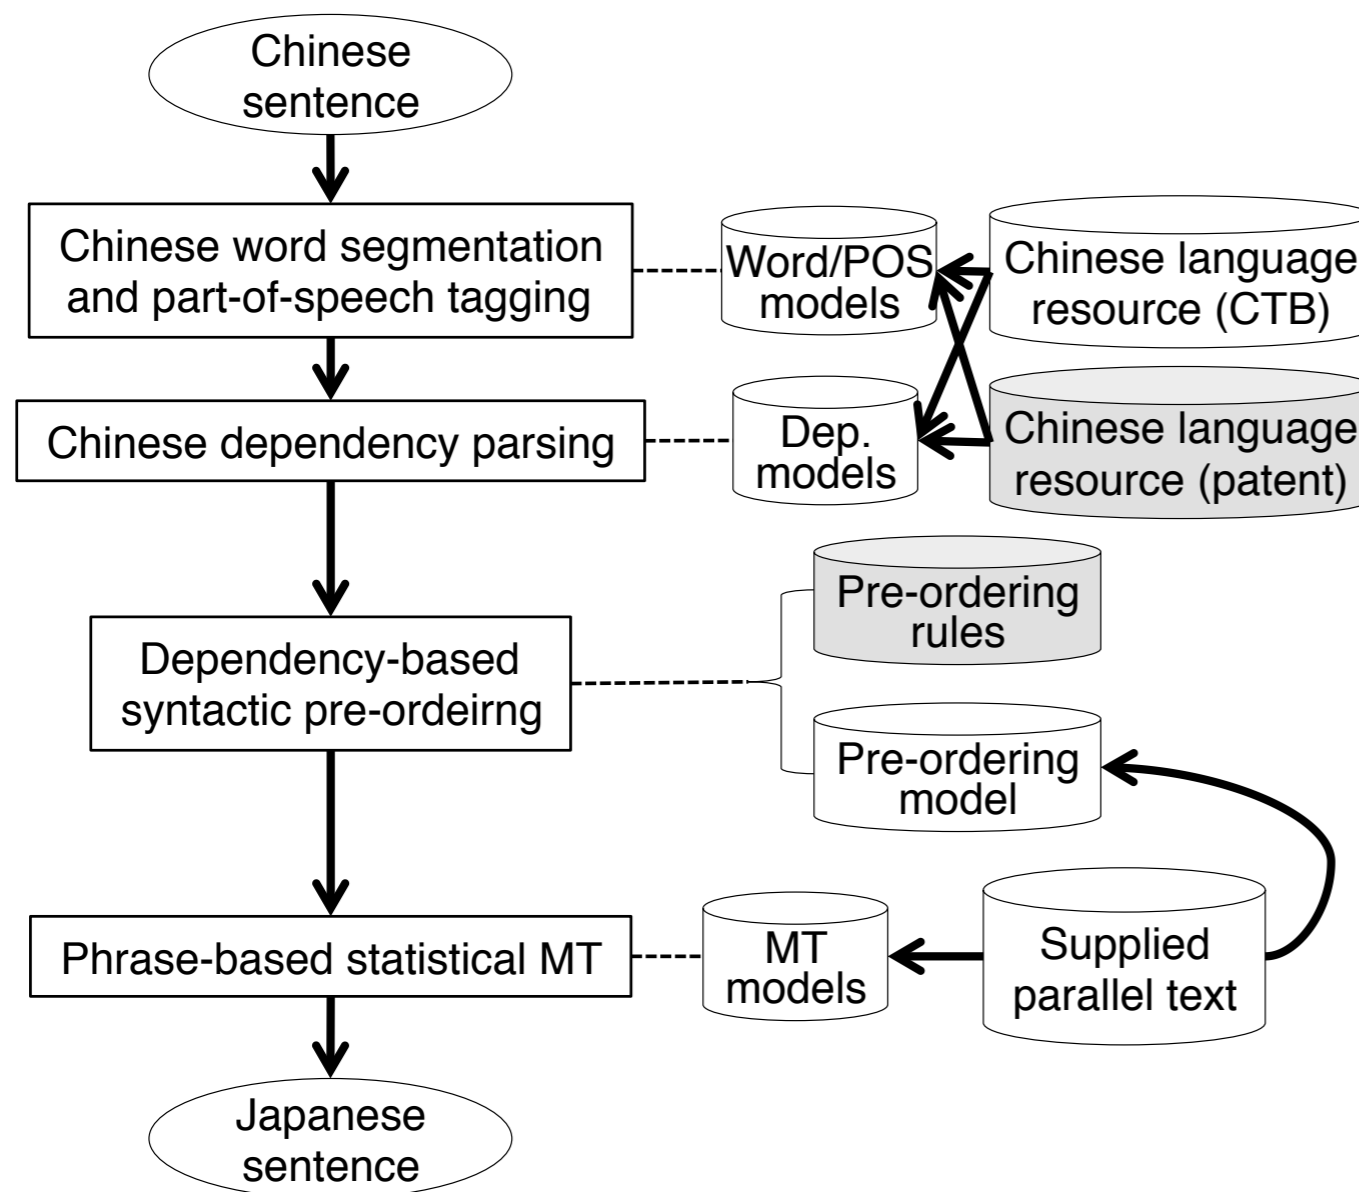 Chinese
sentence
Chinese word segmentation
and part-of-speech tagging
Word/POS
models
Chinese language
resource (CTB)
Chinese dependency parsing
Dep.
models
Chinese language
resource (patent)
Pre-ordering
rules
Dependency-based
syntactic pre-ordeirng
Pre-ordering
model
Phrase-based statistical MT
MT
models
Supplied
parallel text
Japanese
sentence